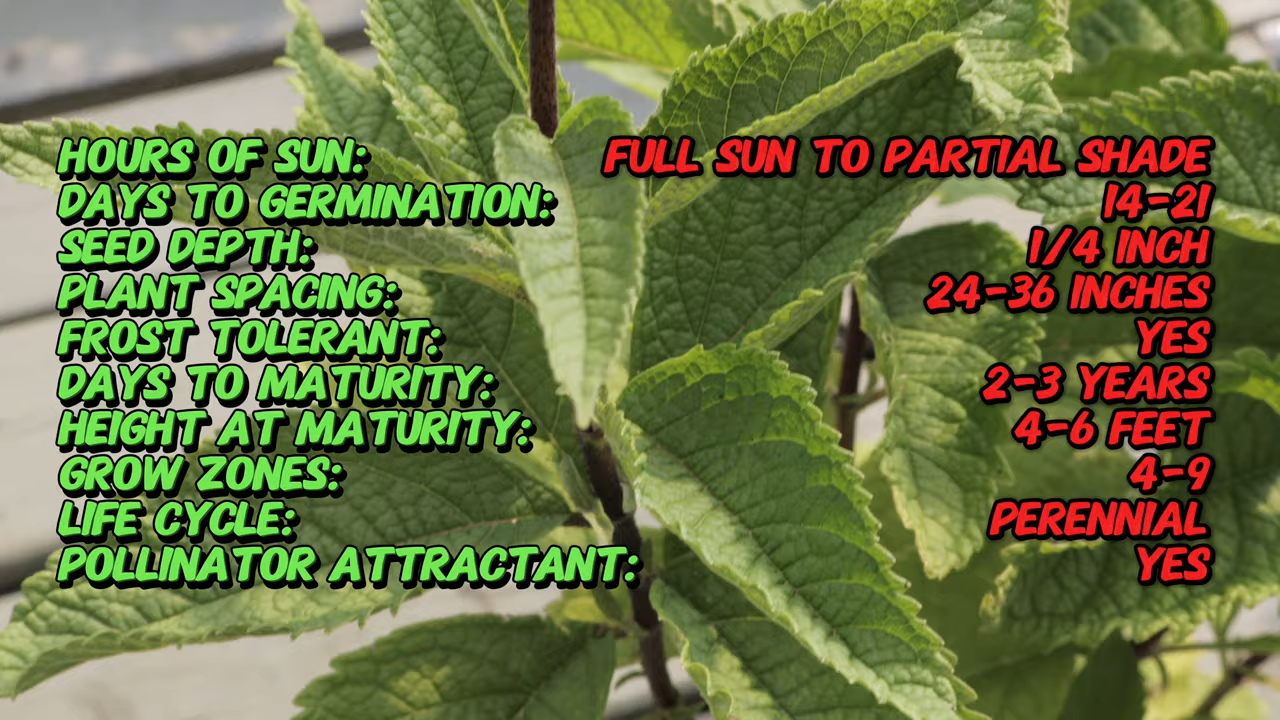 HOURS OF SUN: FULL SUN TO PARTIAL SHADE
DAYS TO GERMINATION: 14-21
SEED DEPTH: 1/4 INCH
PLANT SPACING: 24-36 INCHES
FROST TOLERANT: YES
DAYS TO MATURITY: 2-3 YEARS
HEIGHT AT MATURITY: 4-6 FEET
GROW ZONES: 4-9
LIFE CYCLE: PERENNIAL
POLLINATOR ATTRACTANT: YES